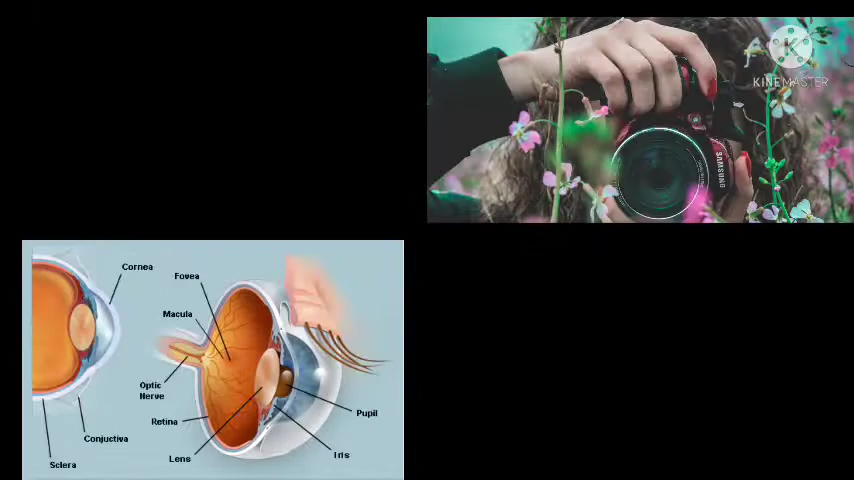 K
KINEMASTER
SAMSUNG
Cornea
Fovea
Macula
Optic
Nerve
Retina
Lens
Pupil
Iris
Conjuctiva
Sclera